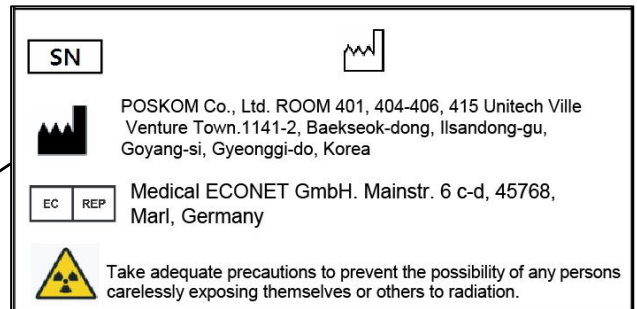 SN
POSKOM Co., Ltd. ROOM 401, 404-406, 415 Unitech Ville
Venture Town.1141-2, Baekseok-dong, Ilsandong-gu,
Goyang-si, Gyeonggi-do, Korea
EC REP
Medical ECONET GmbH. Mainstr. 6 c-d, 45768,
Marl, Germany
Take adequate precautions to prevent the possibility of any persons
carelessly exposing themselves or others to radiation.